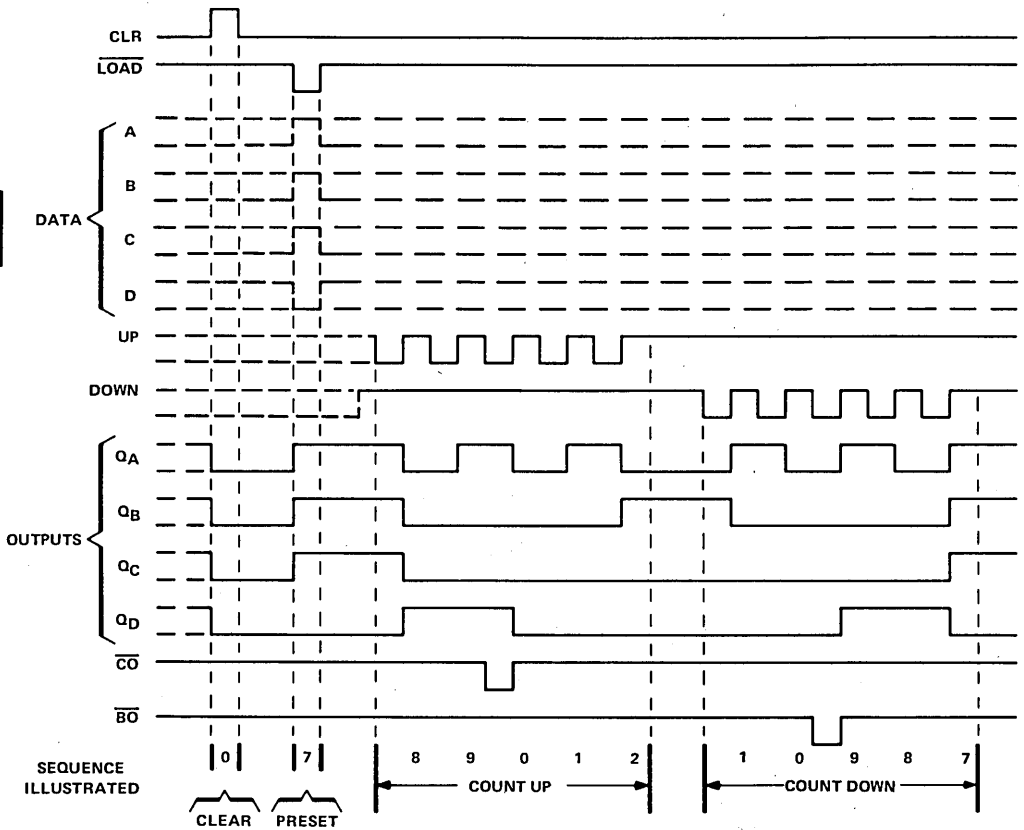 CLR
LOAD
A
B
DATA
C
D
UP
DOWN
QA
QB
OUTPUTS
QC
QD
CO
BO
SEQUENCE
ILLUSTRATED
0 7 8 9 0 1 2 1 0 9 8 7
COUNT UP COUNT DOWN
CLEAR PRESET